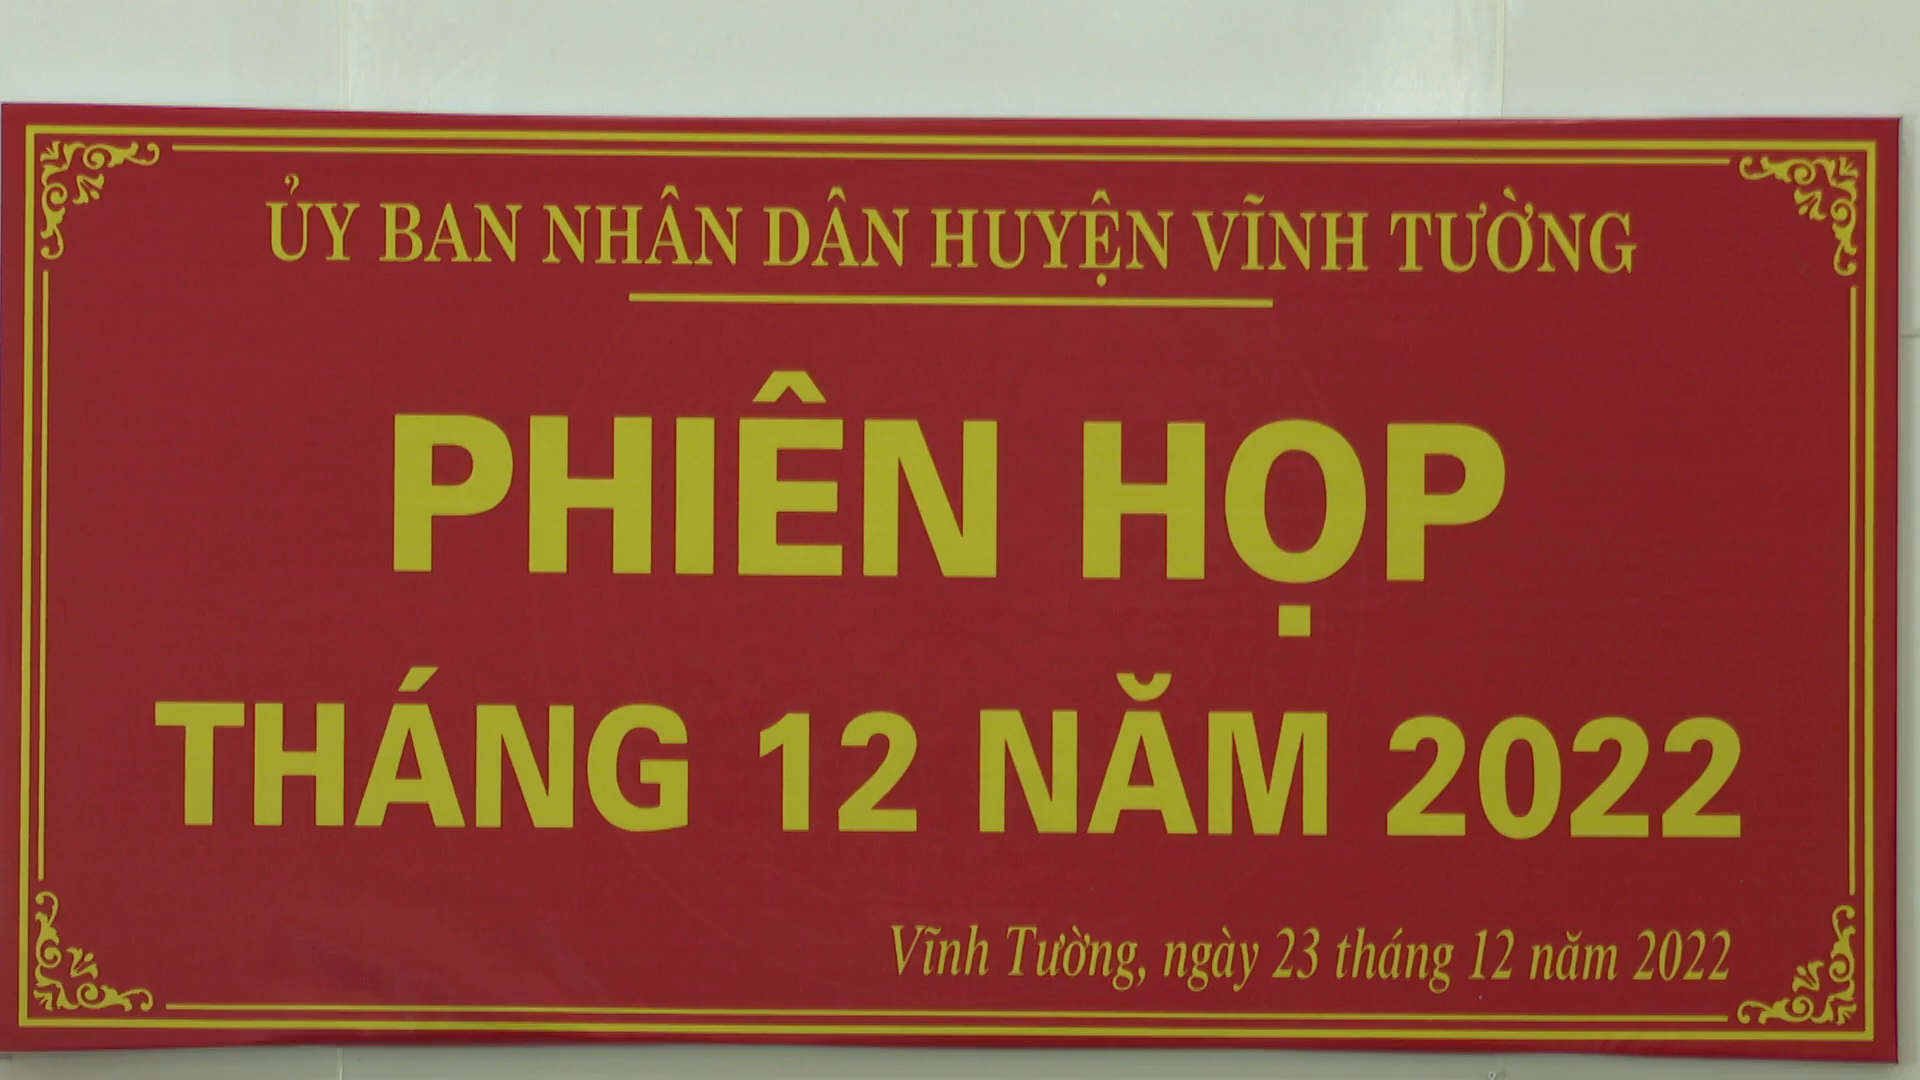 ỦY BAN NHÂN DÂN HUYỆN VĨNH TƯỜNG
PHIÊN HỌP
THÁNG 12 NĂM 2022
Vĩnh Tường, ngày 23 tháng 12 năm 2022